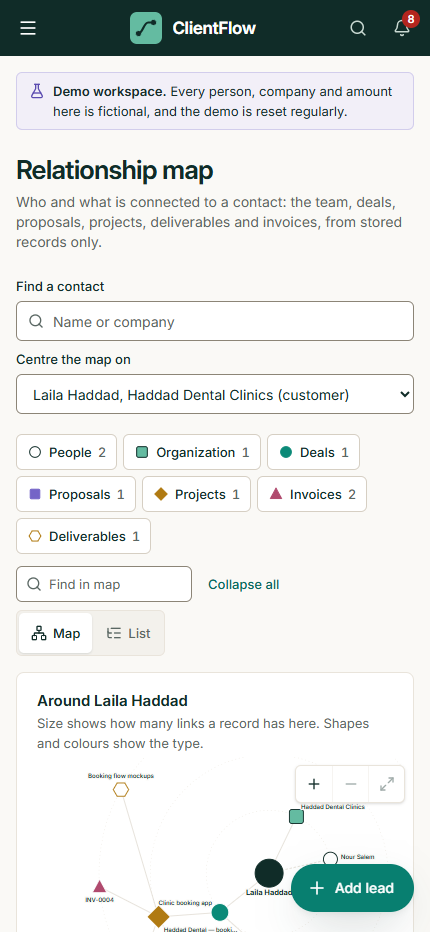 ClientFlow
8
Demo workspace. Every person, company and amount
here is fictional, and the demo is reset regularly.
Relationship map
Who and what is connected to a contact: the team, deals,
proposals, projects, deliverables and invoices, from stored
records only.
Find a contact
Name or company
Centre the map on
Laila Haddad, Haddad Dental Clinics (customer)
People 2
Organization 1
Deals 1
Proposals 1
Projects 1
Invoices 2
Deliverables 1
Find in map
Collapse all
Map
List
Around Laila Haddad
Size shows how many links a record has here. Shapes
and colours show the type.
Booking flow mockups
Haddad Dental Clinics
Nour Salem
Laila Haddad
Add lead
INV-0004
Clinic booking app
Haddad Dental — booki...